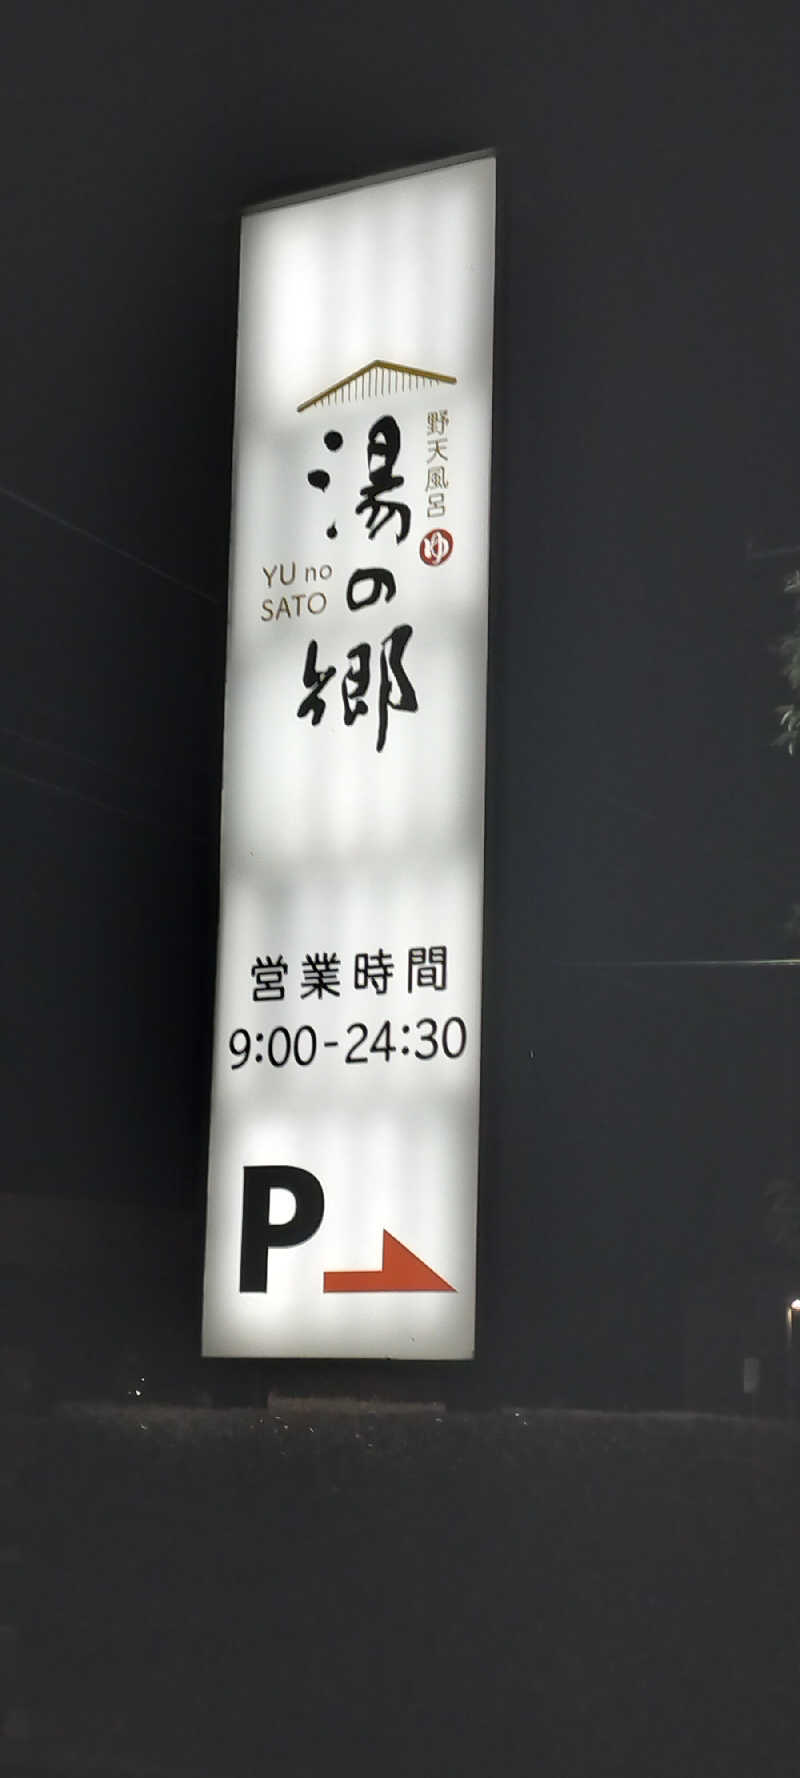 野天風呂
ゆ
湯の郷
YU no
SATO
営業時間
9:00-24:30
P